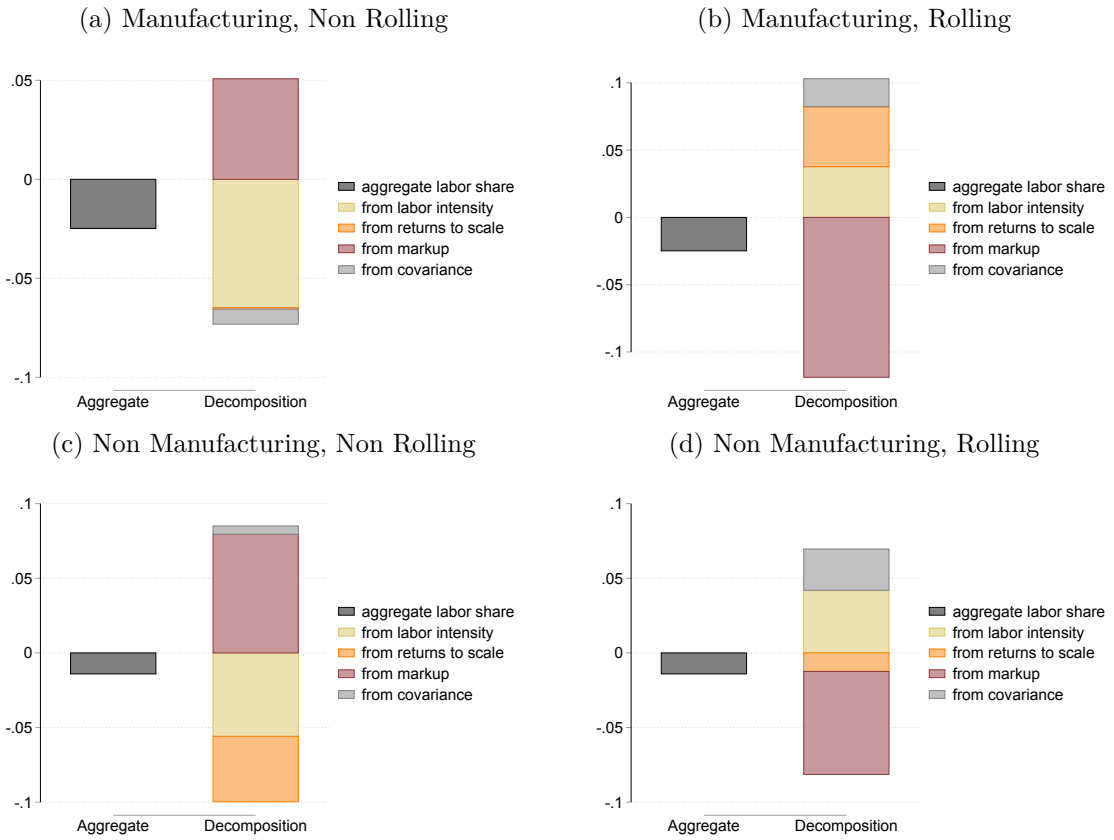 (a) Manufacturing, Non Rolling
.05
0
-.05
-.1
Aggregate
Decomposition
aggregate labor share
from labor intensity
from returns to scale
from markup
from covariance
(b) Manufacturing, Rolling
.1
.05
0
-.05
-.1
Aggregate
Decomposition
aggregate labor share
from labor intensity
from returns to scale
from markup
from covariance
(c) Non Manufacturing, Non Rolling
.1
.05
0
-.05
-.1
Aggregate
Decomposition
aggregate labor share
from labor intensity
from returns to scale
from markup
from covariance
(d) Non Manufacturing, Rolling
.1
.05
0
-.05
-.1
Aggregate
Decomposition
aggregate labor share
from labor intensity
from returns to scale
from markup
from covariance